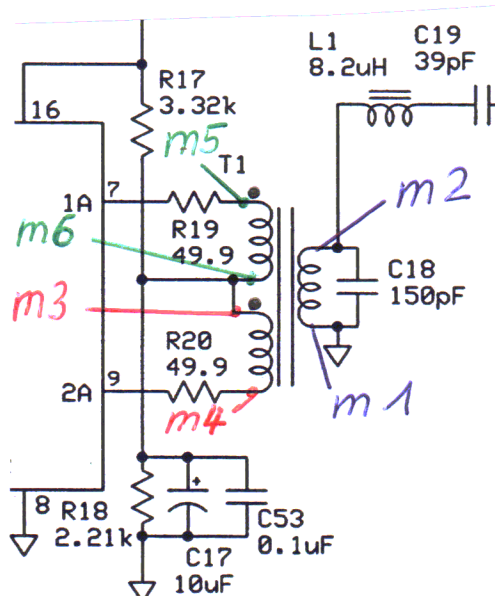 L1
8.2uH
C19
39pF
16
R17
3.32k
m5
T1
1A
7
m2
m6
R19
49.9
C18
150pF
m3
R20
49.9
2A
9
m4
m1
8
R18
2.21k
+
C17
10uF
C53
0.1uF